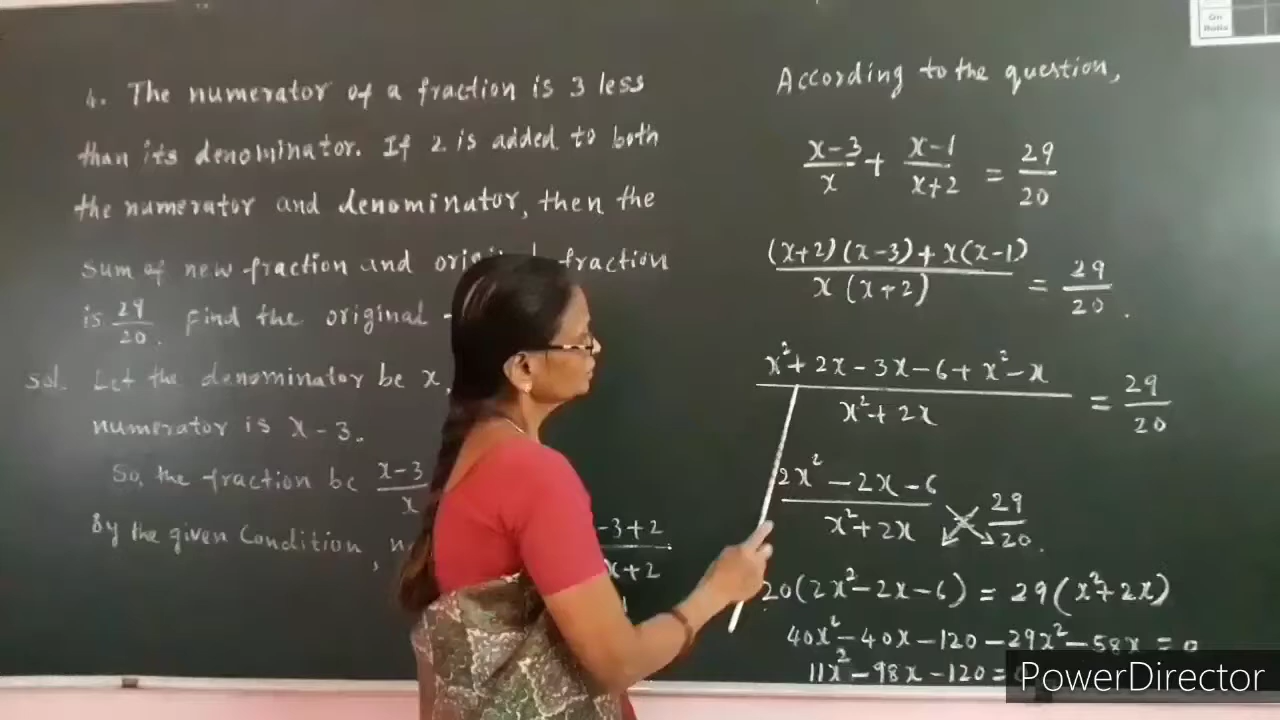 4. The numerator of a fraction is 3 less
than its denominator. If 2 is added to both
the numerator and denominator, then the
sum of new fraction and original fraction
is 29/20. Find the original
sol. Let the denominator be x,
numerator is x-3.
So, the fraction be x-3/x
By the given condition,
-3+2/x+2
According to the question,
x-3/x + x-1/x+2 = 29/20
(x+2)(x-3)+x(x-1)/x(x+2) = 29/20.
x²+2x-3x-6+x²-x/x²+2x = 29/20
2x²-2x-6/x²+2x 29/20.
20(2x²-2x-6) = 29(x²+2x)
40x²-40x-120-29x²-58x = 0
11x²-98x-120=
On
PowerDirector